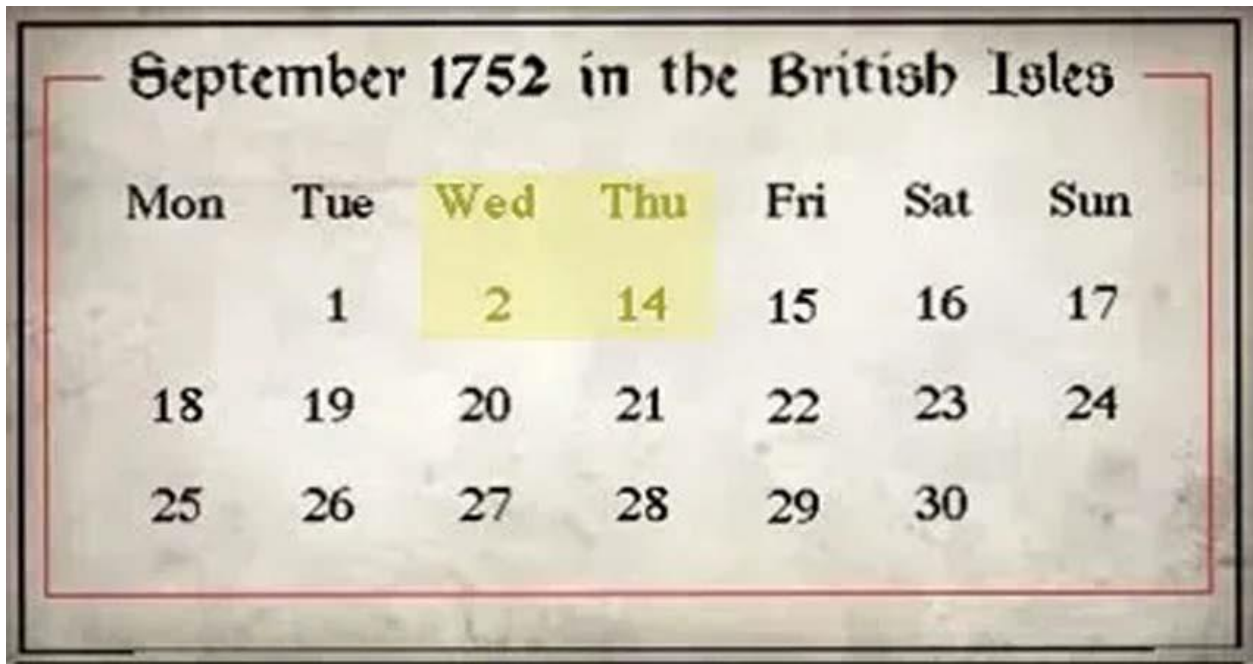 September 1752 in the British Isles
Mon Tue Wed Thu Fri Sat Sun
1 2 14 15 16 17
18 19 20 21 22 23 24
25 26 27 28 29 30